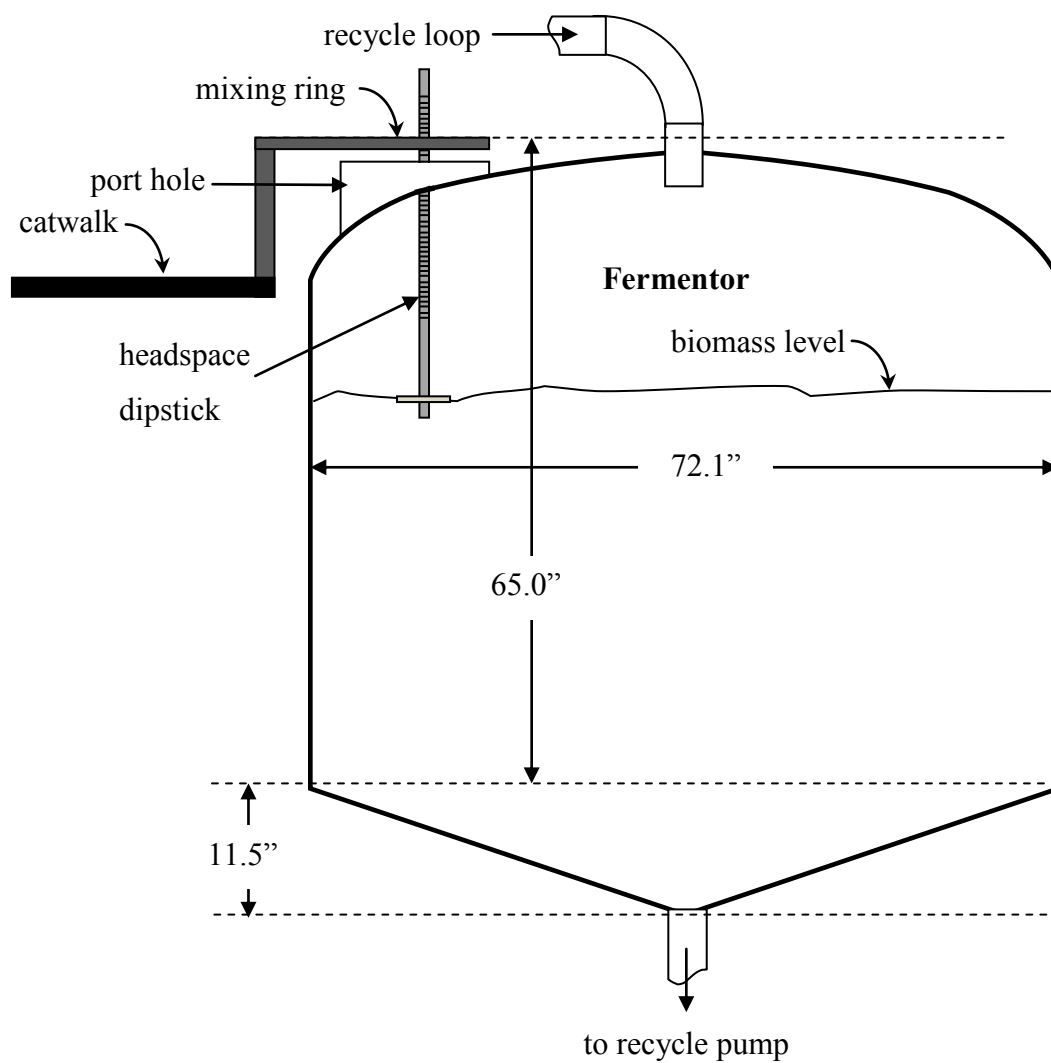 recycle loop
mixing ring
port hole
catwalk
Fermentor
headspace
dipstick
biomass level
72.1”
65.0”
11.5”
to recycle pump